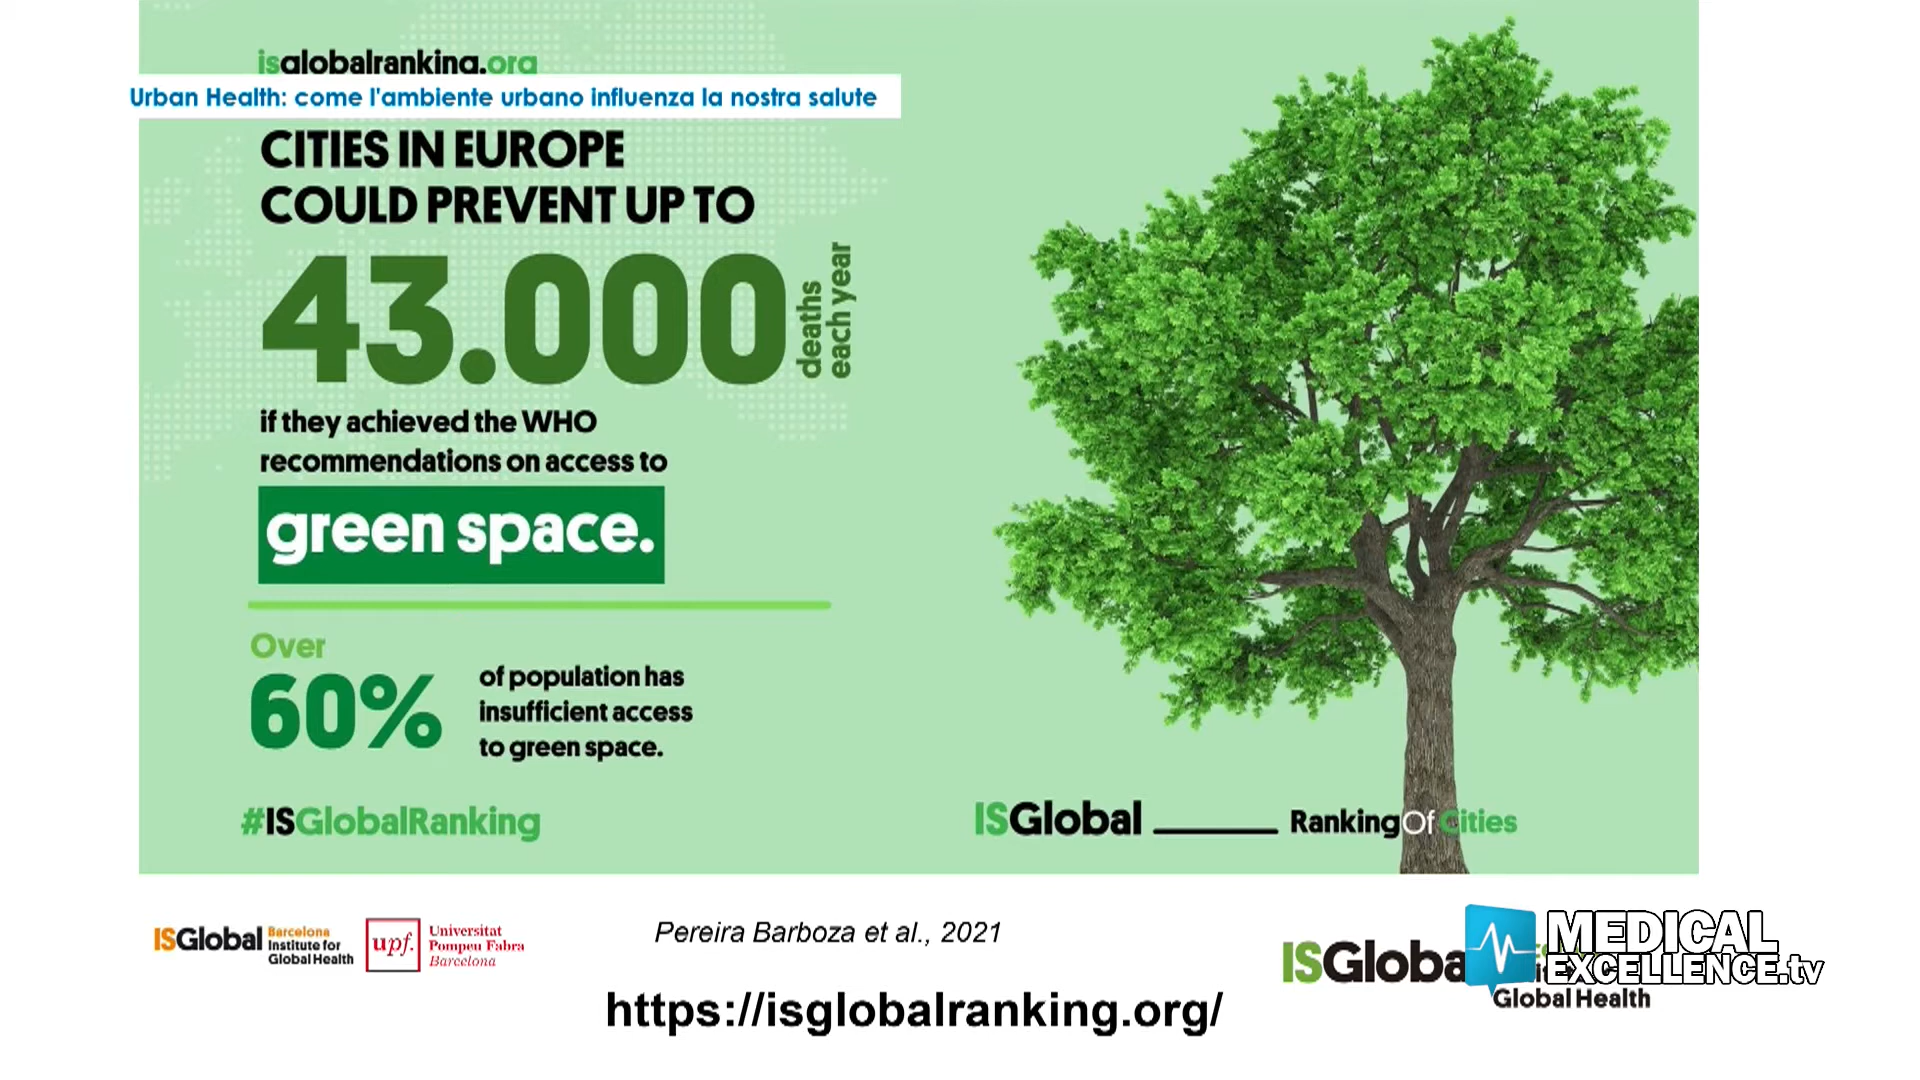 isglobalranking.org
Urban Health: come l'ambiente urbano influenza la nostra salute
CITIES IN EUROPE
COULD PREVENT UP TO
43.000
deaths
each year
if they achieved the WHO
recommendations on access to
green space.
Over
60%
of population has
insufficient access
to green space.
#ISGlobalRanking
ISGlobal
RankingOfCities
ISGlobal
Barcelona
Institute for
Global Health
upf.
Universitat
Pompeu Fabra
Barcelona
Pereira Barboza et al., 2021
https://isglobalranking.org/
ISGloba
Global Health
MEDICAL
EXCELLENCE.tv